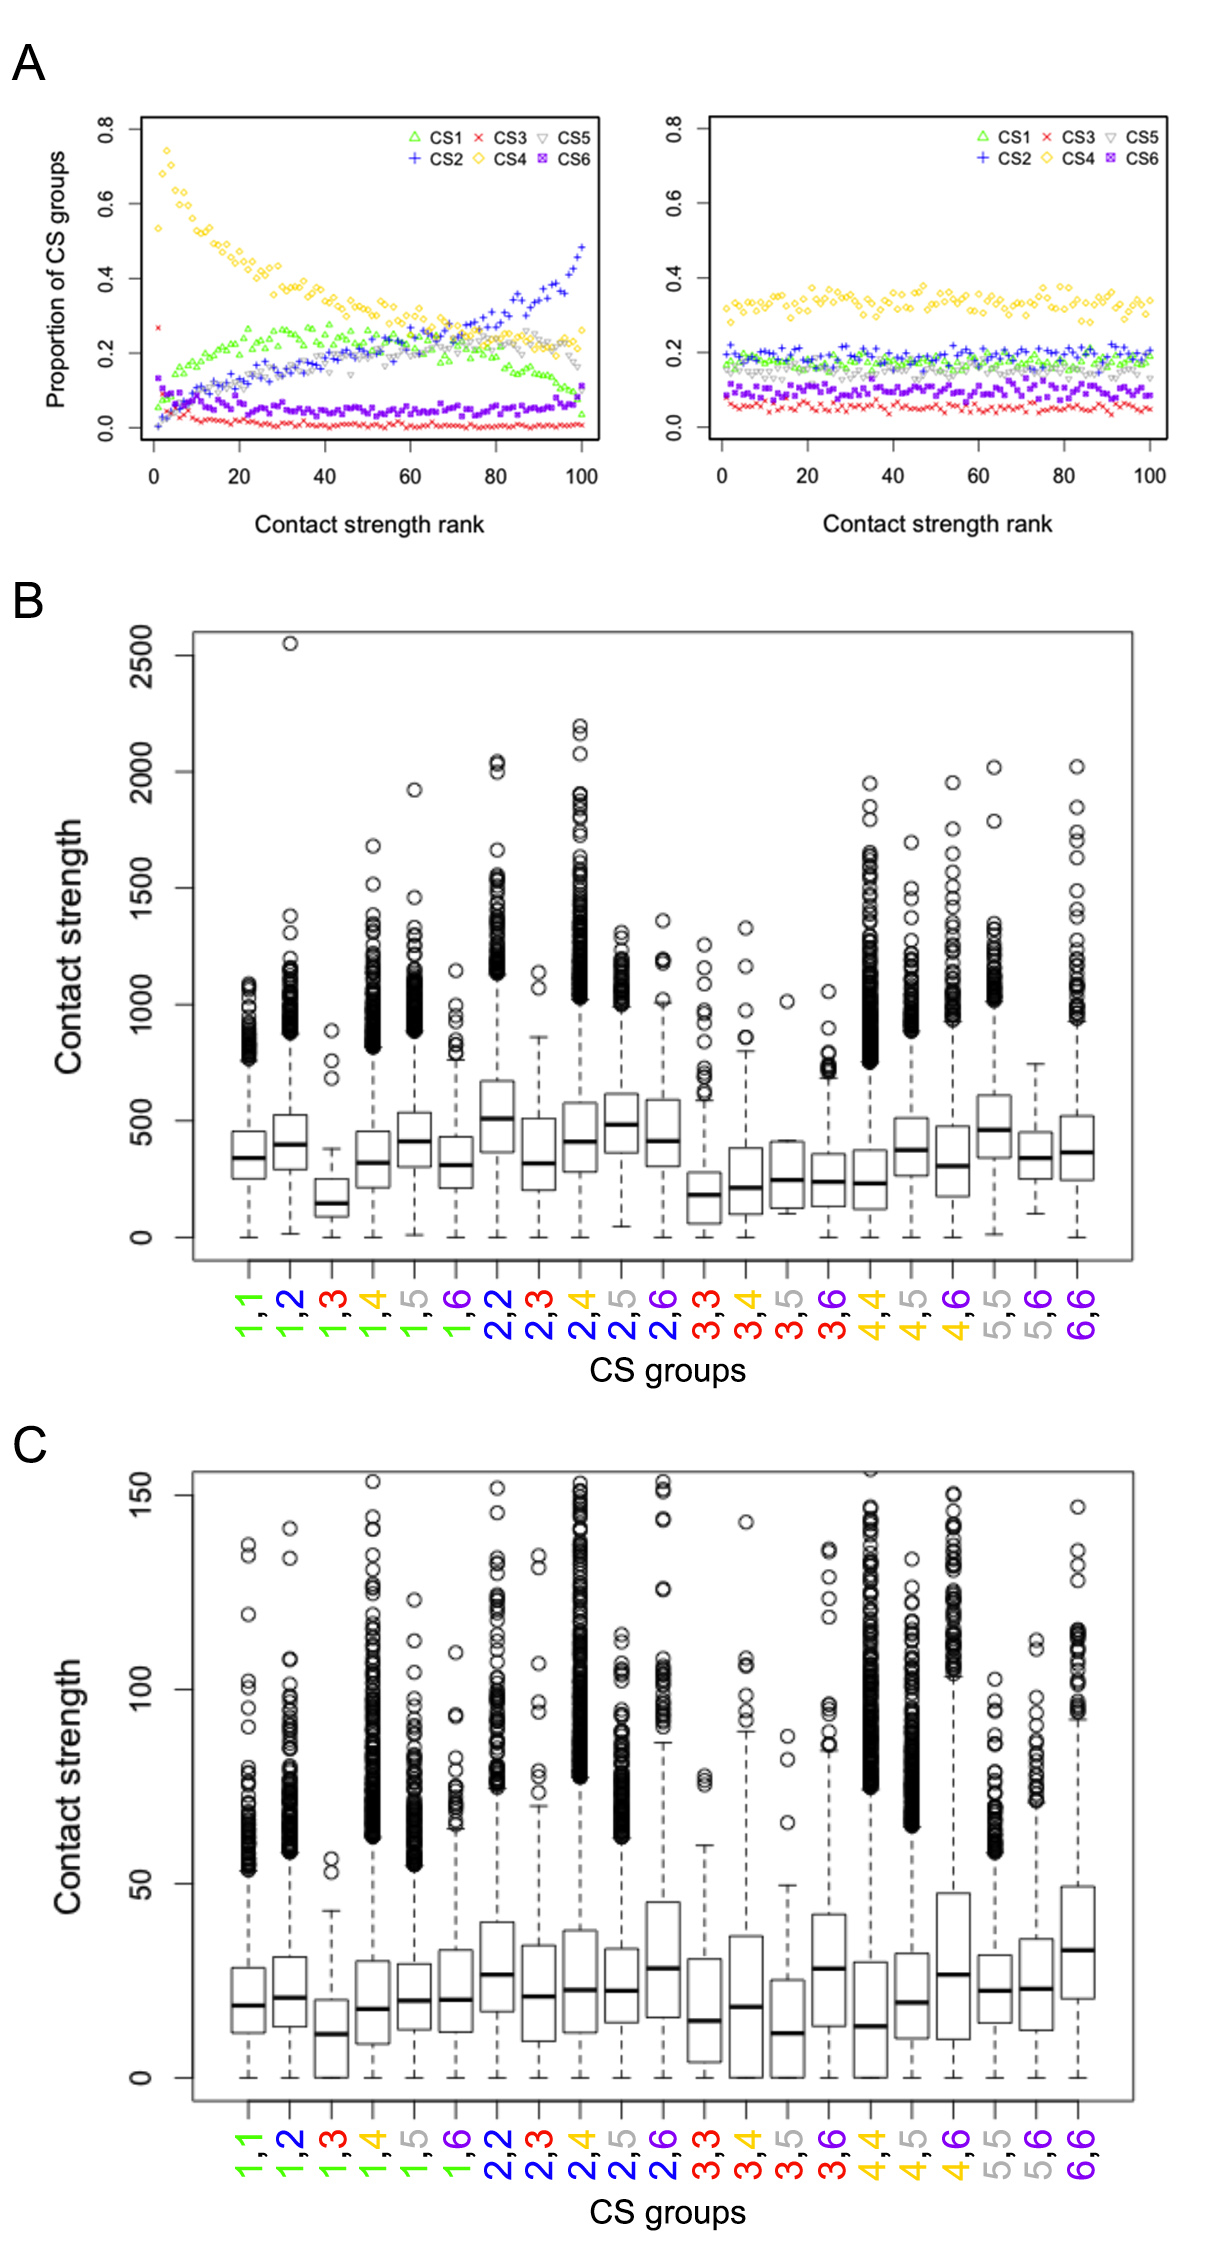 A
Proportion of CS groups
0.8
0.6
0.4
0.2
0.0
CS1 CS3 CS5
CS2 CS4 CS6
0 20 40 60 80 100
Contact strength rank
0.8
0.6
0.4
0.2
0.0
CS1 CS3 CS5
CS2 CS4 CS6
0 20 40 60 80 100
Contact strength rank
B
Contact strength
2500
2000
1500
1000
500
0
1,1 1,2 1,3 1,4 1,5 1,6 2,2 2,3 2,4 2,5 2,6 3,3 3,4 3,5 3,6 4,4 4,5 4,6 5,5 5,6 6,6
CS groups
C
Contact strength
150
100
50
0
1,1 1,2 1,3 1,4 1,5 1,6 2,2 2,3 2,4 2,5 2,6 3,3 3,4 3,5 3,6 4,4 4,5 4,6 5,5 5,6 6,6
CS groups